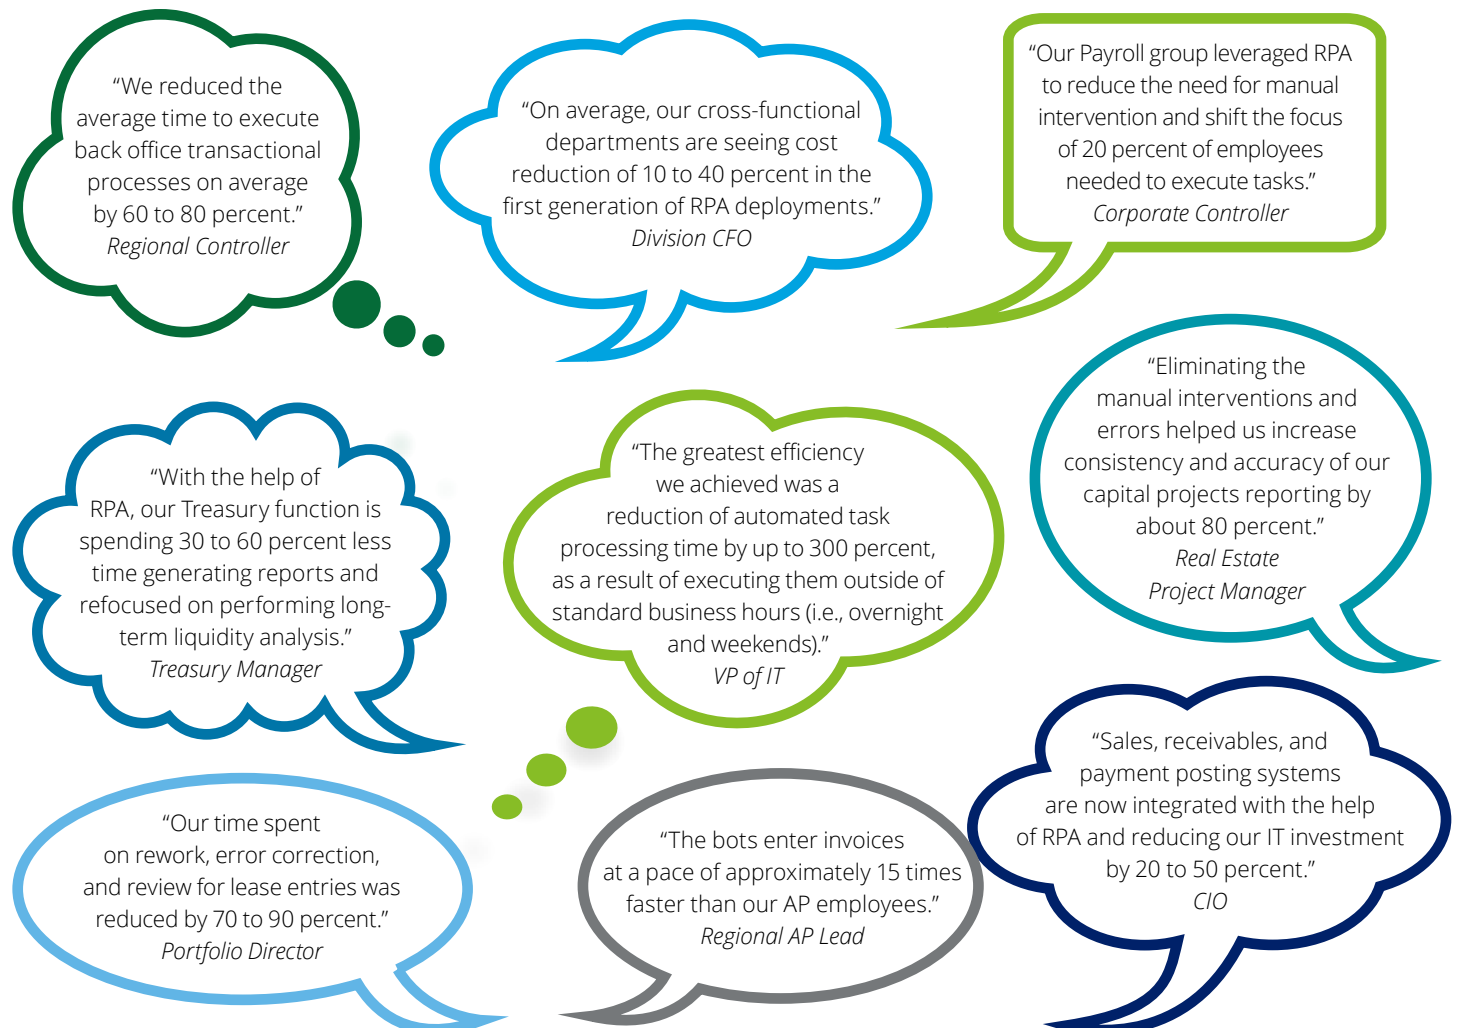 “We reduced the
average time to execute
back office transactional
processes on average
by 60 to 80 percent.”
Regional Controller
“On average, our cross-functional
departments are seeing cost
reduction of 10 to 40 percent in the
first generation of RPA deployments.”
Division CFO
“Our Payroll group leveraged RPA
to reduce the need for manual
intervention and shift the focus
of 20 percent of employees
needed to execute tasks.”
Corporate Controller
“With the help of
RPA, our Treasury function is
spending 30 to 60 percent less
time generating reports and
refocused on performing long-
term liquidity analysis.”
Treasury Manager
“The greatest efficiency
we achieved was a
reduction of automated task
processing time by up to 300 percent,
as a result of executing them outside of
standard business hours (i.e., overnight
and weekends).”
VP of IT
“Eliminating the
manual interventions and
errors helped us increase
consistency and accuracy of our
capital projects reporting by
about 80 percent.”
Real Estate
Project Manager
“Our time spent
on rework, error correction,
and review for lease entries was
reduced by 70 to 90 percent.”
Portfolio Director
“The bots enter invoices
at a pace of approximately 15 times
faster than our AP employees.”
Regional AP Lead
“Sales, receivables, and
payment posting systems
are now integrated with the help
of RPA and reducing our IT investment
by 20 to 50 percent.”
CIO